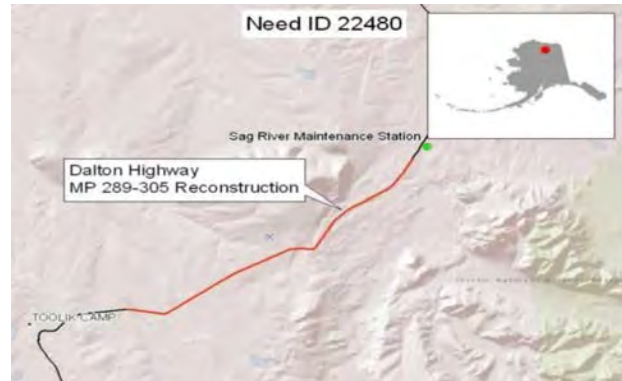 Need ID 22480
Sag River Maintenance Station
Dalton Highway
MP 289-305 Reconstruction
TOOLIK CAMP